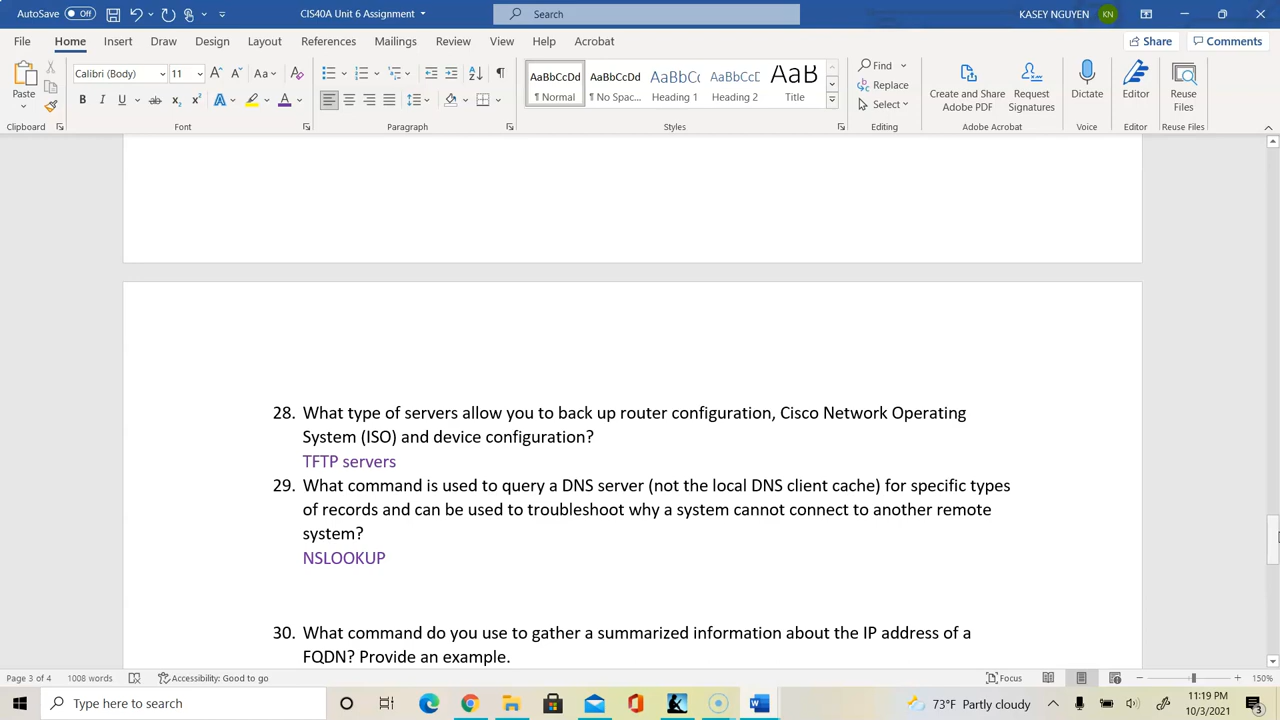 AutoSave Off CIS40A Unit 6 Assignment Search KASEY NGUYEN KN
File Home Insert Draw Design Layout References Mailings Review View Help Acrobat Share Comments
Paste Calibri (Body) 11 Aa AaBbCcDd ¶ Normal AaBbCcDd ¶ No Spac... AaBbCc Heading 1 AaBbCcD Heading 2 AaB Title Find Replace Select Create and Share Adobe PDF Request Signatures Dictate Editor Reuse Files
Clipboard Font Paragraph Styles Editing Adobe Acrobat Voice Editor Reuse Files
28. What type of servers allow you to back up router configuration, Cisco Network Operating
System (ISO) and device configuration?
TFTP servers
29. What command is used to query a DNS server (not the local DNS client cache) for specific types
of records and can be used to troubleshoot why a system cannot connect to another remote
system?
NSLOOKUP
30. What command do you use to gather a summarized information about the IP address of a
FQDN? Provide an example.
Page 3 of 4 1008 words Accessibility: Good to go Focus 150%
Type here to search 73°F Partly cloudy 11:19 PM
10/3/2021 3